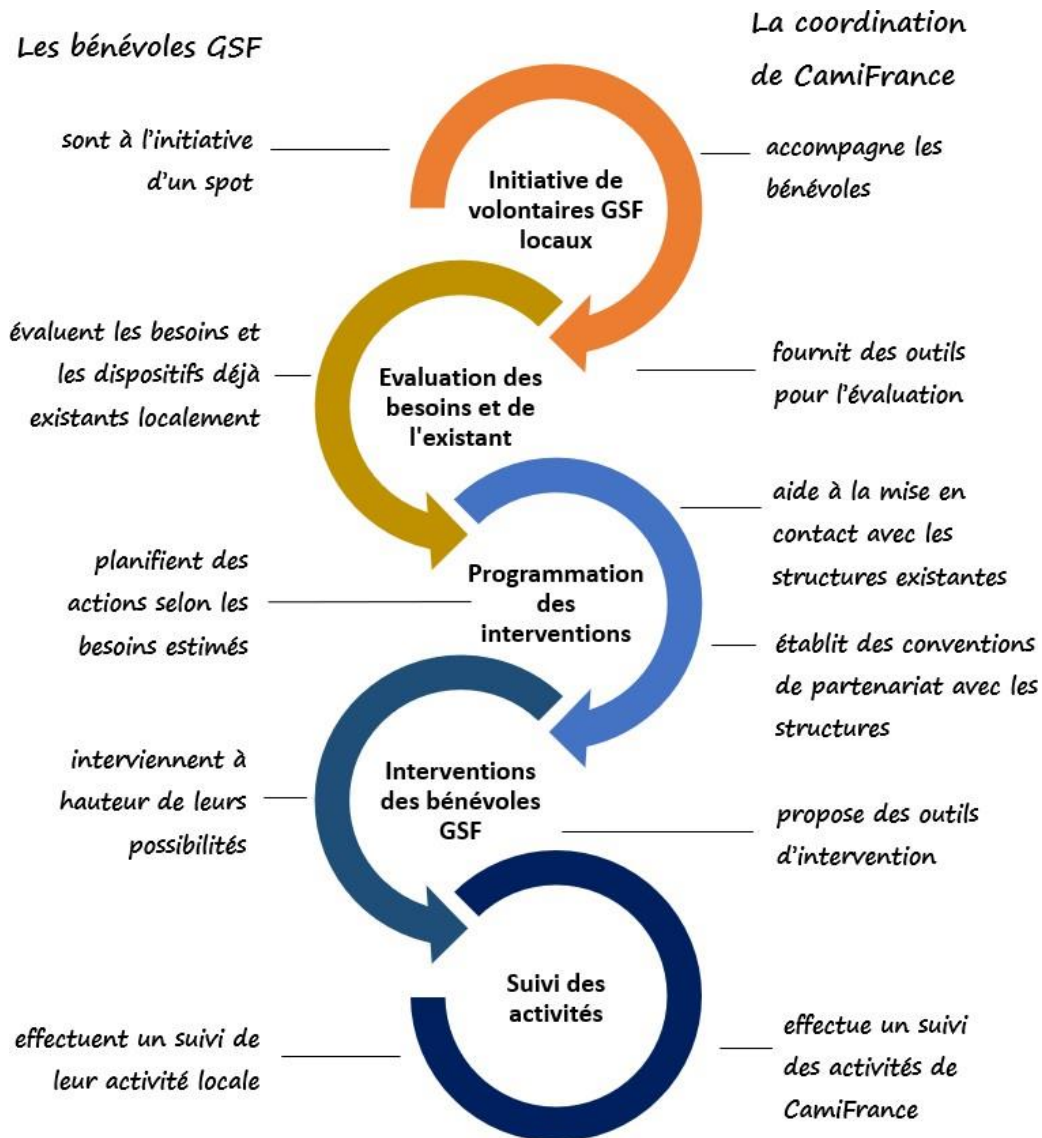 Les bénévoles GSF
La coordination
de CamiFrance
sont à l'initiative
d'un spot
Initiative de
volontaires GSF
locaux
accompagne les
bénévoles
évaluent les besoins et
les dispositifs déjà
existants localement
Evaluation des
besoins et de
l'existant
fournit des outils
pour l'évaluation
planifient des
actions selon les
besoins estimés
Programmation
des
interventions
aide à la mise en
contact avec les
structures existantes
établit des conventions
de partenariat avec les
structures
interviennent à
hauteur de leurs
possibilités
Interventions
des bénévoles
GSF
propose des outils
d'intervention
effectuent un suivi de
leur activité locale
Suivi des
activités
effectue un suivi
des activités de
CamiFrance